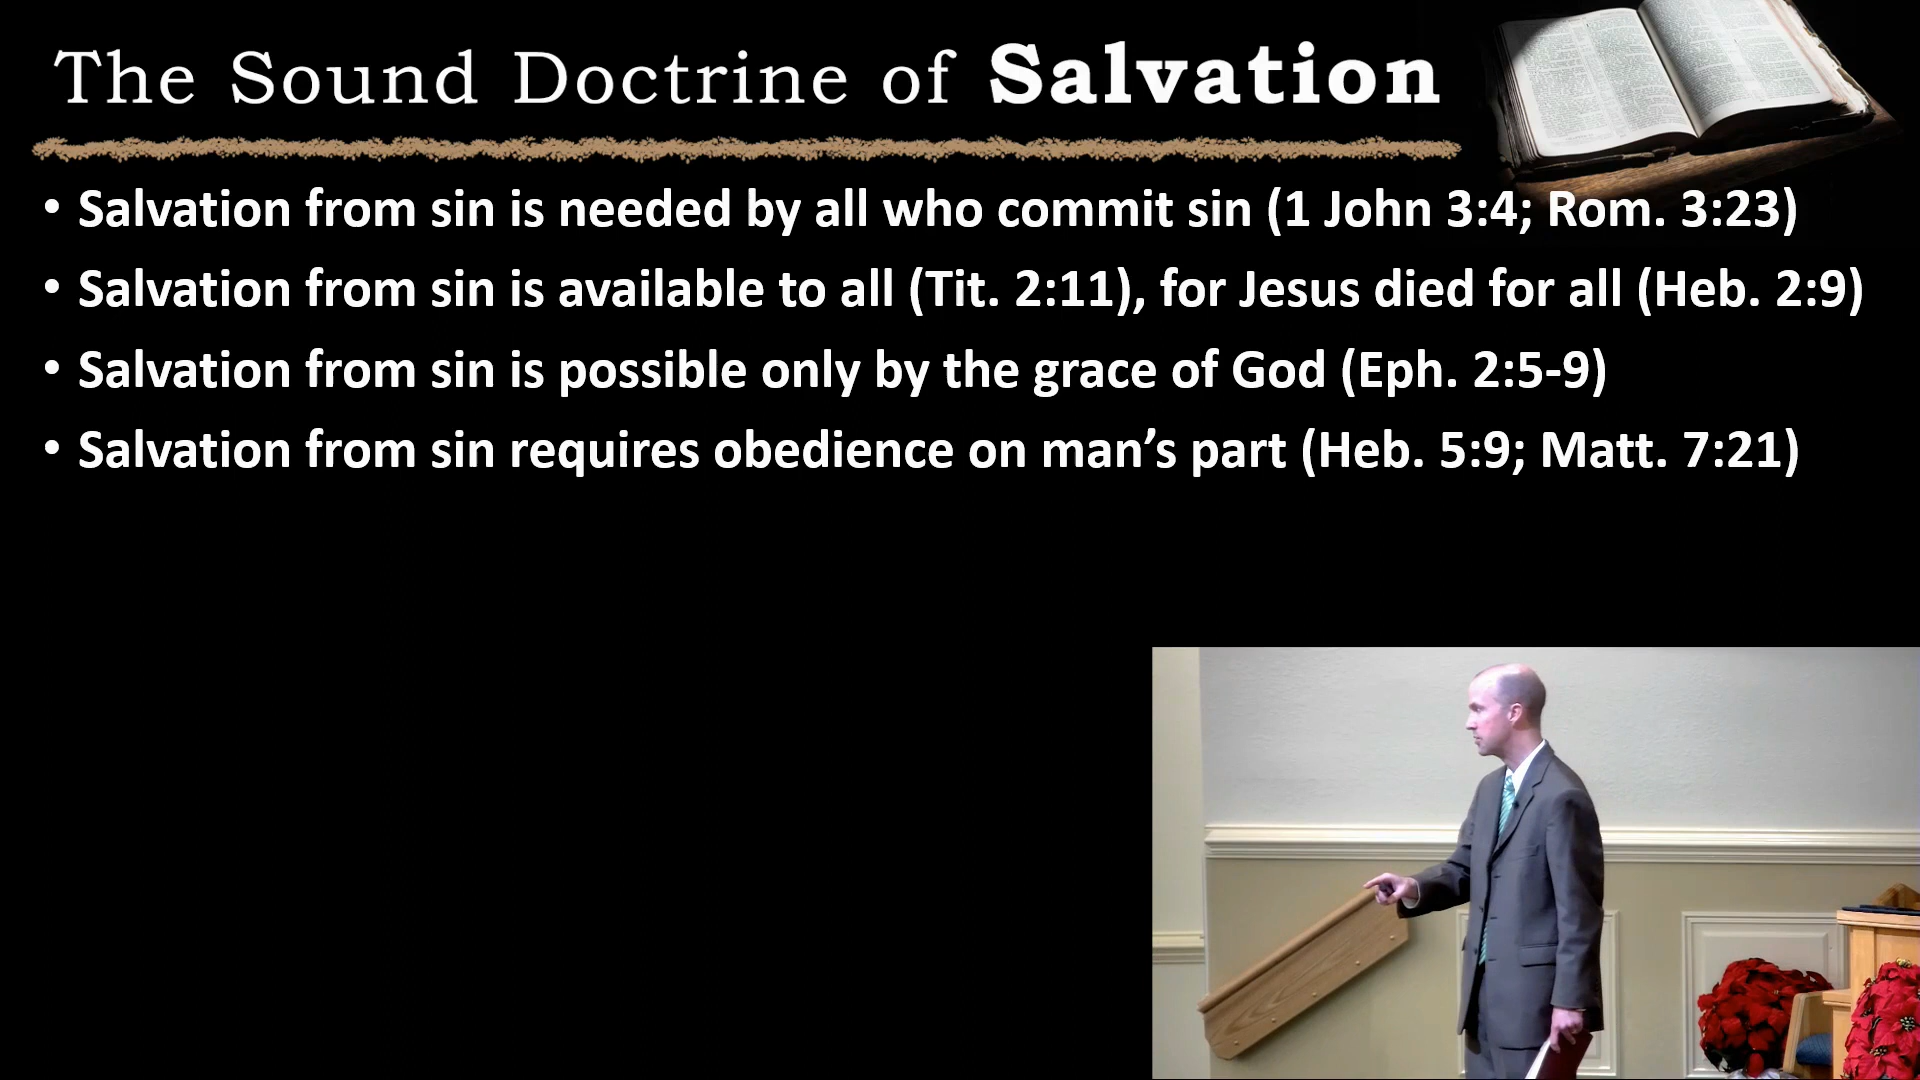 The Sound Doctrine of Salvation
• Salvation from sin is needed by all who commit sin (1 John 3:4; Rom. 3:23)
• Salvation from sin is available to all (Tit. 2:11), for Jesus died for all (Heb. 2:9)
• Salvation from sin is possible only by the grace of God (Eph. 2:5-9)
• Salvation from sin requires obedience on man’s part (Heb. 5:9; Matt. 7:21)